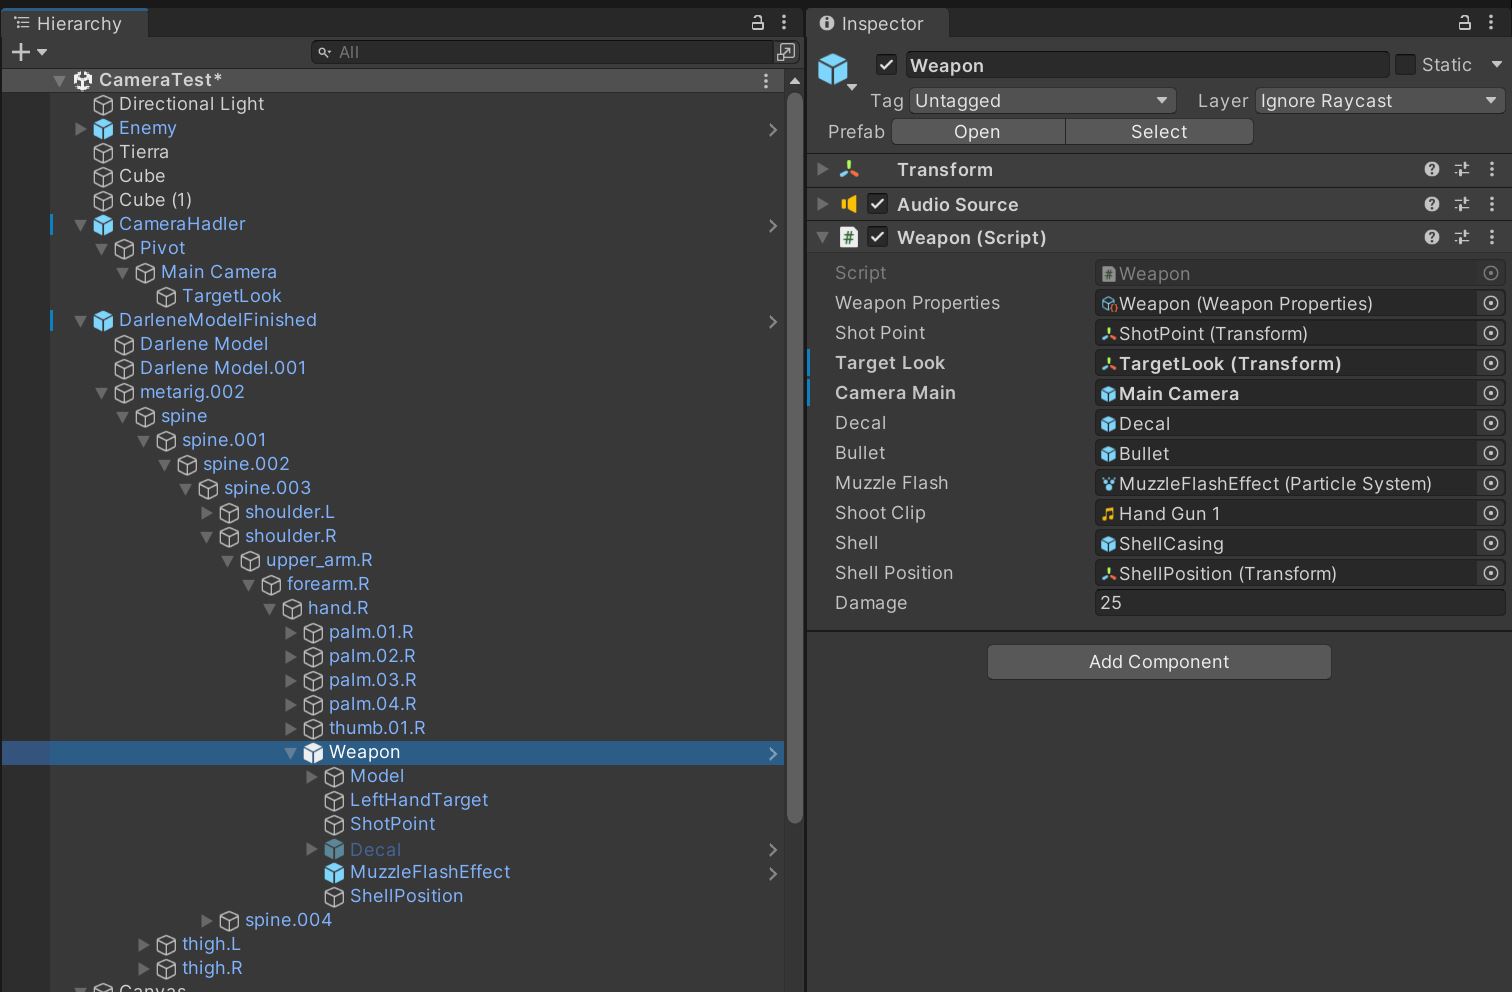 Hierarchy
All
CameraTest*
Directional Light
Enemy
Tierra
Cube
Cube (1)
CameraHadler
Pivot
Main Camera
TargetLook
DarleneModelFinished
Darlene Model
Darlene Model.001
metarig.002
spine
spine.001
spine.002
spine.003
shoulder.L
shoulder.R
upper_arm.R
forearm.R
hand.R
palm.01.R
palm.02.R
palm.03.R
palm.04.R
thumb.01.R
Weapon
Model
LeftHandTarget
ShotPoint
Decal
MuzzleFlashEffect
ShellPosition
spine.004
thigh.L
thigh.R
Canvas
Inspector
Weapon Static
Tag Untagged Layer Ignore Raycast
Prefab Open Select
Transform
Audio Source
Weapon (Script)
Script Weapon
Weapon Properties Weapon (Weapon Properties)
Shot Point ShotPoint (Transform)
Target Look TargetLook (Transform)
Camera Main Main Camera
Decal Decal
Bullet Bullet
Muzzle Flash MuzzleFlashEffect (Particle System)
Shoot Clip Hand Gun 1
Shell ShellCasing
Shell Position ShellPosition (Transform)
Damage 25
Add Component